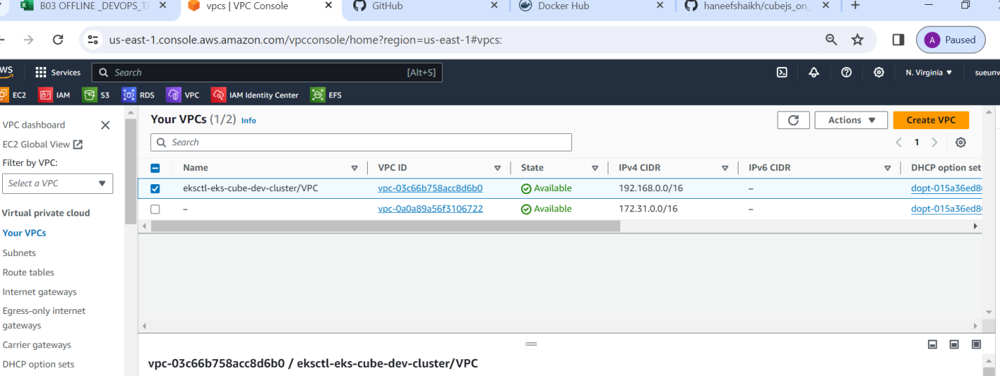 B03 OFFLINE _DEVOPS_T
vpcs | VPC Console
GitHub
Docker Hub
haneefshaikh/cubejs_on_
us-east-1.console.aws.amazon.com/vpcconsole/home?region=us-east-1#vpcs:
A Paused
Services
Search [Alt+S]
N. Virginia
sueunv
EC2 IAM S3 RDS VPC IAM Identity Center EFS
VPC dashboard
EC2 Global View
Filter by VPC:
Select a VPC
Virtual private cloud
Your VPCs
Subnets
Route tables
Internet gateways
Egress-only internet
gateways
Carrier gateways
DHCP option sets
Your VPCs (1/2) Info
Actions
Create VPC
Search
1
Name VPC ID State IPv4 CIDR IPv6 CIDR DHCP option set
eksctl-eks-cube-dev-cluster/VPC vpc-03c66b758acc8d6b0 Available 192.168.0.0/16 – dopt-015a36ed8
– vpc-0a0a89a56f3106722 Available 172.31.0.0/16 – dopt-015a36ed8
vpc-03c66b758acc8d6b0 / eksctl-eks-cube-dev-cluster/VPC